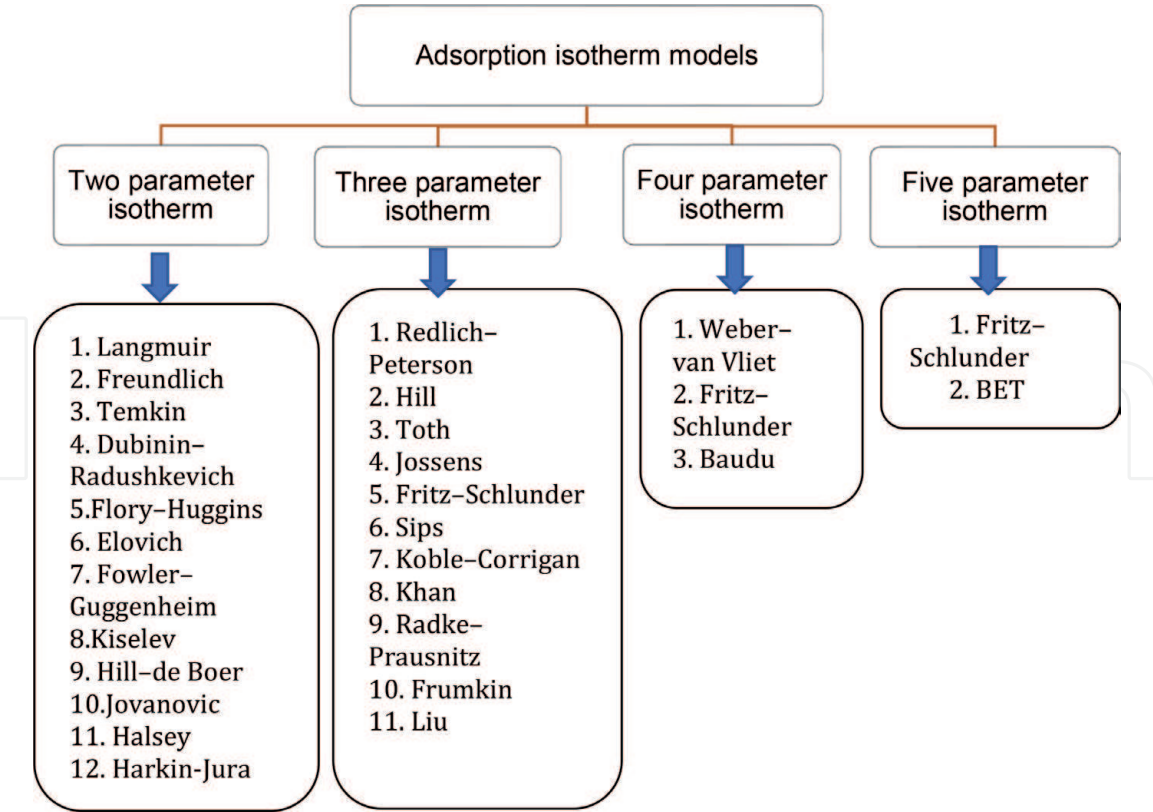 Adsorption isotherm models
Two parameter
isotherm
Three parameter
isotherm
Four parameter
isotherm
Five parameter
isotherm
1. Langmuir
2. Freundlich
3. Temkin
4. Dubinin–
Radushkevich
5.Flory–Huggins
6. Elovich
7. Fowler–
Guggenheim
8.Kiselev
9. Hill–de Boer
10.Jovanovic
11. Halsey
12. Harkin-Jura
1. Redlich–
Peterson
2. Hill
3. Toth
4. Jossens
5. Fritz–Schlunder
6. Sips
7. Koble–Corrigan
8. Khan
9. Radke–
Prausnitz
10. Frumkin
11. Liu
1. Weber–
van Vliet
2. Fritz–
Schlunder
3. Baudu
1. Fritz–
Schlunder
2. BET